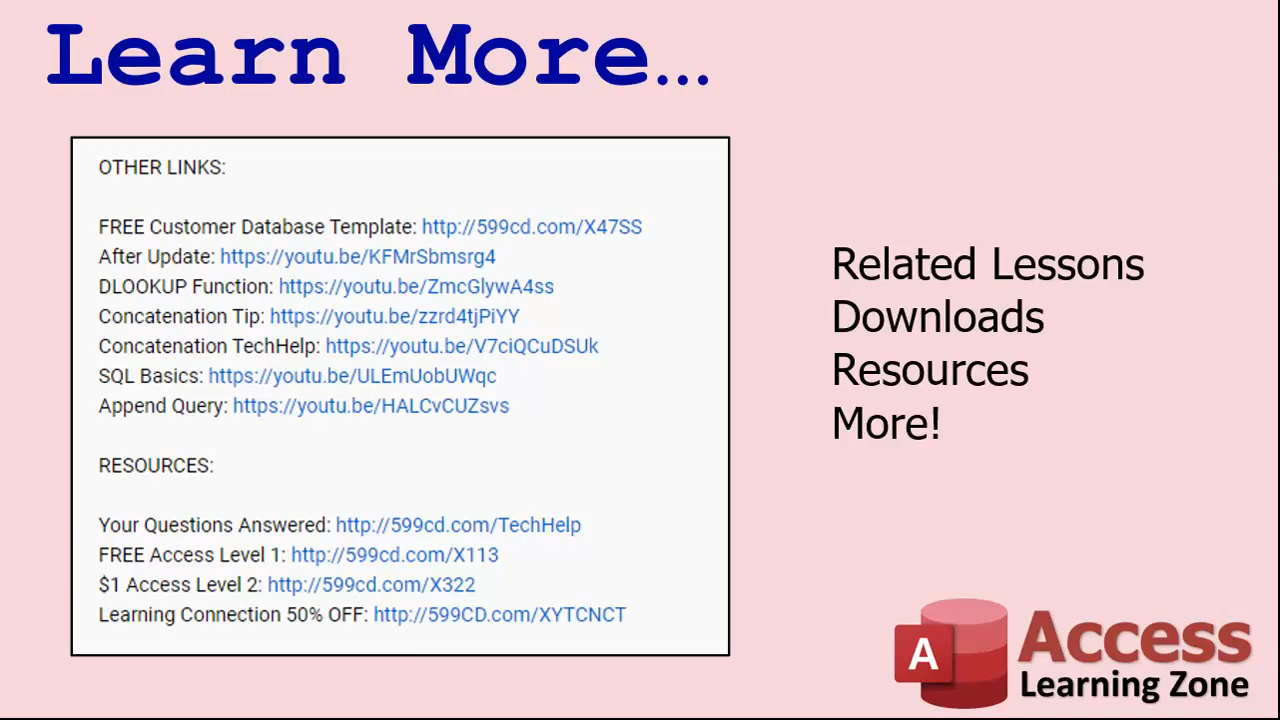 Learn More...
OTHER LINKS:
FREE Customer Database Template: http://599cd.com/X47SS
After Update: https://youtu.be/KFMrSbmsrg4
DLOOKUP Function: https://youtu.be/ZmcGlywA4ss
Concatenation Tip: https://youtu.be/zzrd4tjPiYY
Concatenation TechHelp: https://youtu.be/V7ciQCuDSUk
SQL Basics: https://youtu.be/ULEmUobUWqc
Append Query: https://youtu.be/HALCvCUZsvs
RESOURCES:
Your Questions Answered: http://599cd.com/TechHelp
FREE Access Level 1: http://599cd.com/X113
$1 Access Level 2: http://599cd.com/X322
Learning Connection 50% OFF: http://599CD.com/XYTCNCT
Related Lessons
Downloads
Resources
More!
A
Access
Learning Zone